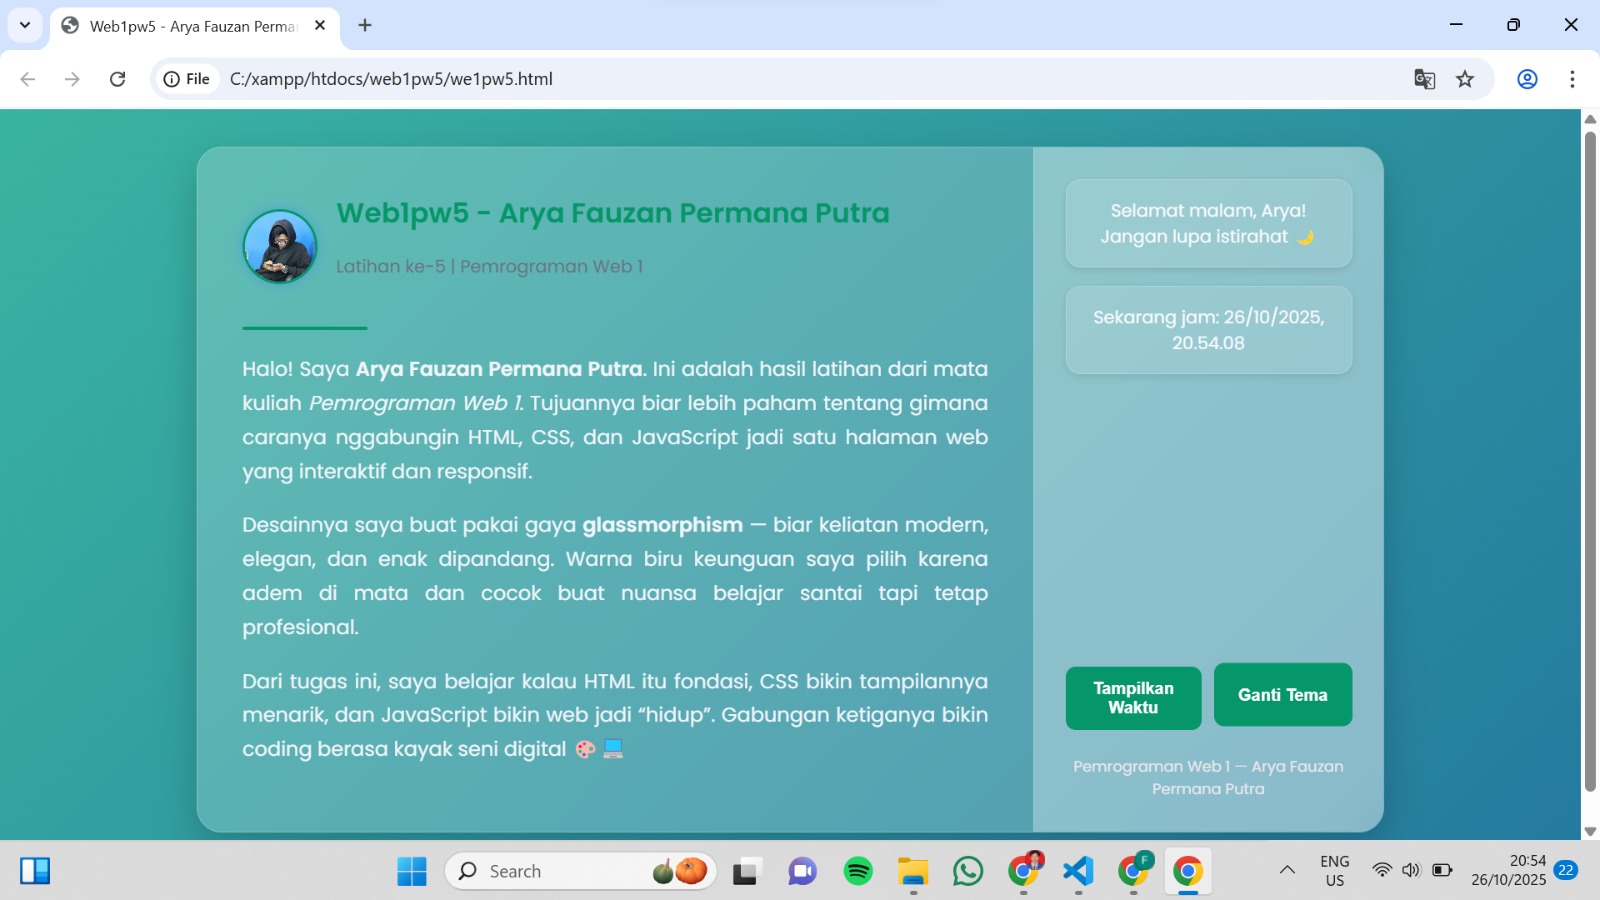 Web1pw5 - Arya Fauzan Perma
File
C:/xampp/htdocs/web1pw5/we1pw5.html
Web1pw5 - Arya Fauzan Permana Putra
Latihan ke-5 | Pemrograman Web 1
Halo! Saya Arya Fauzan Permana Putra. Ini adalah hasil latihan dari mata
kuliah Pemrograman Web 1. Tujuannya biar lebih paham tentang gimana
caranya nggabungin HTML, CSS, dan JavaScript jadi satu halaman web
yang interaktif dan responsif.
Desainnya saya buat pakai gaya glassmorphism — biar keliatan modern,
elegan, dan enak dipandang. Warna biru keunguan saya pilih karena
adem di mata dan cocok buat nuansa belajar santai tapi tetap
profesional.
Dari tugas ini, saya belajar kalau HTML itu fondasi, CSS bikin tampilannya
menarik, dan JavaScript bikin web jadi “hidup”. Gabungan ketiganya bikin
coding berasa kayak seni digital 🎨 💻
Selamat malam, Arya!
Jangan lupa istirahat 🌙
Sekarang jam: 26/10/2025,
20.54.08
Tampilkan
Waktu
Ganti Tema
Pemrograman Web 1 — Arya Fauzan
Permana Putra
Search
F
ENG
US
20:54
26/10/2025
22